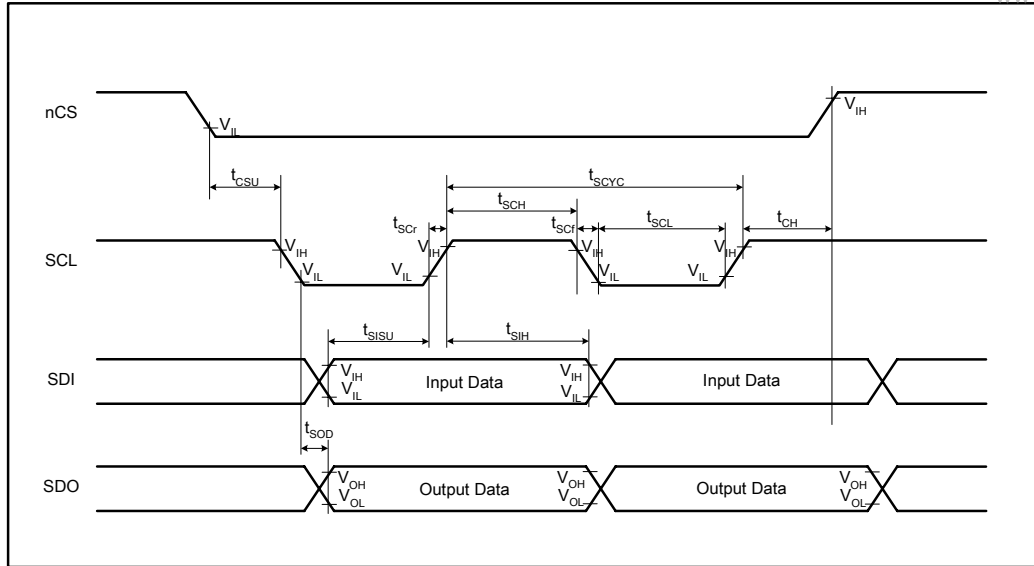 nCS
V_IL
V_IH
t_CSU
t_SCYC
t_SCH
t_SCr
t_SCf
t_SCL
t_CH
SCL
V_IH
V_IL
V_IL
V_IH
V_IH
V_IL
V_IL
V_IH
t_SISU
t_SIH
SDI
V_IH
V_IL
Input Data
V_IH
V_IL
Input Data
t_SOD
SDO
V_OH
V_OL
Output Data
V_OH
V_OL
Output Data
V_OH
V_OL